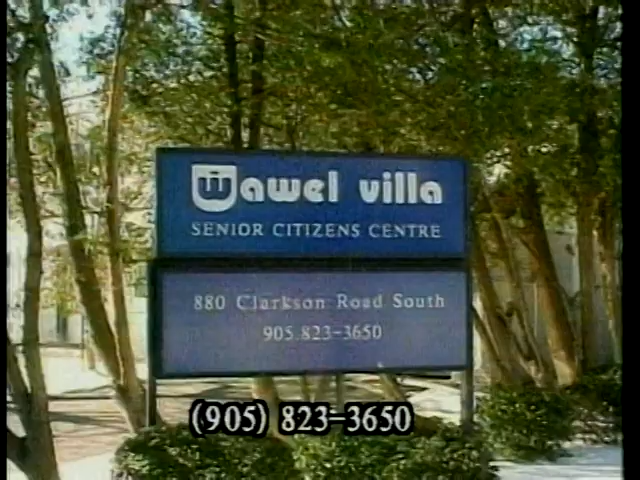 wawel villa
SENIOR CITIZENS CENTRE
880 Clarkson Road South
905.823-3650
(905) 823-3650